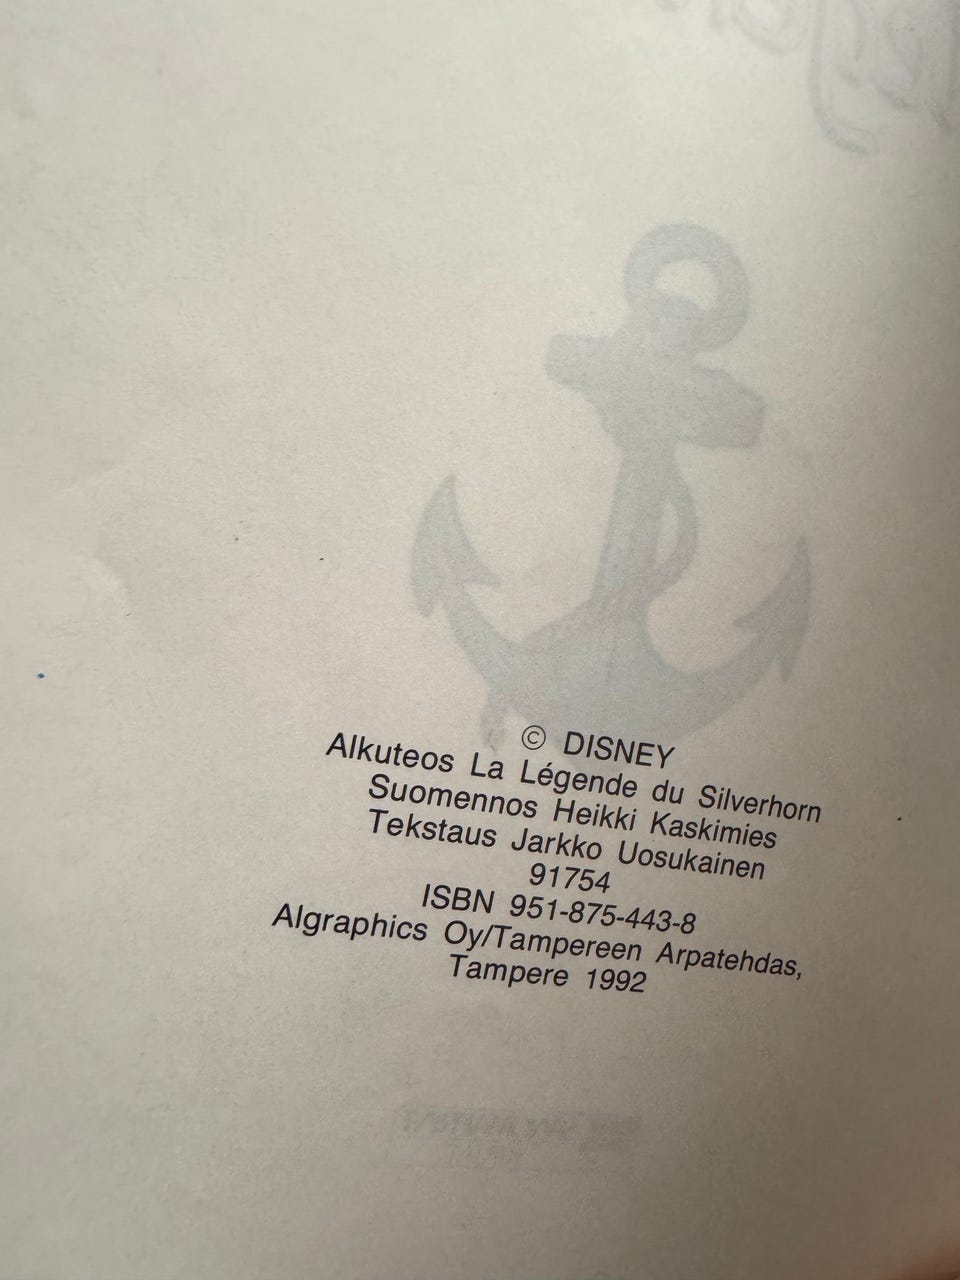 © DISNEY
Alkuteos La Légende du Silverhorn
Suomennos Heikki Kaskimies
Tekstaus Jarkko Uosukainen
91754
ISBN 951-875-443-8
Algraphics Oy/Tampereen Arpatehdas,
Tampere 1992